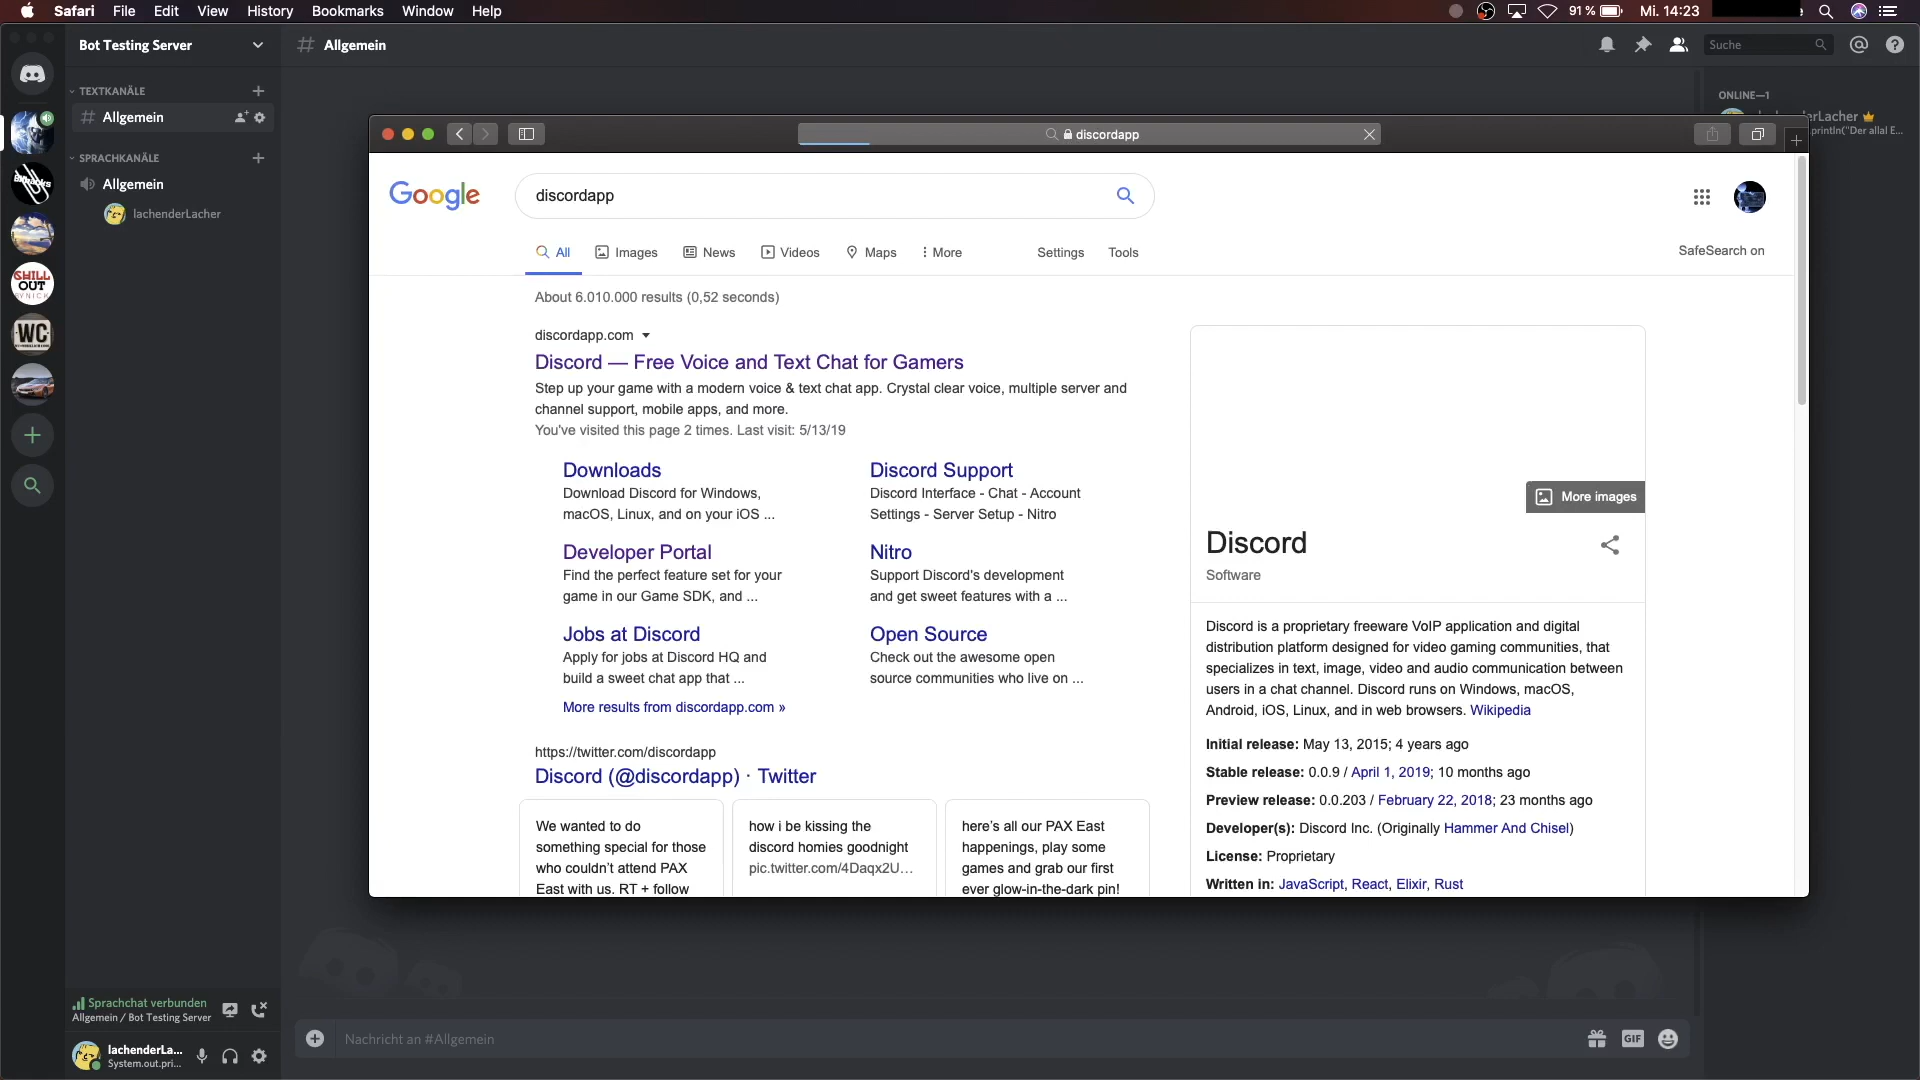 Safari File Edit View History Bookmarks Window Help
91 % Mi. 14:23
Bot Testing Server
Allgemein
Suche
TEXTKANÄLE
Allgemein
SPRACHKANÄLE
Allgemein
lachenderLacher
ONLINE—1
println("Der allal E...
discordapp
Google
discordapp
All Images News Videos Maps More Settings Tools
SafeSearch on
About 6.010.000 results (0,52 seconds)
discordapp.com
Discord — Free Voice and Text Chat for Gamers
Step up your game with a modern voice & text chat app. Crystal clear voice, multiple server and
channel support, mobile apps, and more.
You've visited this page 2 times. Last visit: 5/13/19
Downloads
Download Discord for Windows,
macOS, Linux, and on your iOS ...
Discord Support
Discord Interface - Chat - Account
Settings - Server Setup - Nitro
Developer Portal
Find the perfect feature set for your
game in our Game SDK, and ...
Nitro
Support Discord's development
and get sweet features with a ...
Jobs at Discord
Apply for jobs at Discord HQ and
build a sweet chat app that ...
Open Source
Check out the awesome open
source communities who live on ...
More results from discordapp.com »
https://twitter.com/discordapp
Discord (@discordapp) · Twitter
We wanted to do
something special for those
who couldn't attend PAX
East with us. RT + follow
how i be kissing the
discord homies goodnight
pic.twitter.com/4Daqx2U...
here's all our PAX East
happenings, play some
games and grab our first
ever glow-in-the-dark pin!
More images
Discord
Software
Discord is a proprietary freeware VoIP application and digital
distribution platform designed for video gaming communities, that
specializes in text, image, video and audio communication between
users in a chat channel. Discord runs on Windows, macOS,
Android, iOS, Linux, and in web browsers. Wikipedia
Initial release: May 13, 2015; 4 years ago
Stable release: 0.0.9 / April 1, 2019; 10 months ago
Preview release: 0.0.203 / February 22, 2018; 23 months ago
Developer(s): Discord Inc. (Originally Hammer And Chisel)
License: Proprietary
Written in: JavaScript, React, Elixir, Rust
CHILL
OUT
BY NICK
WC
Sprachchat verbunden
Allgemein / Bot Testing Server
lachenderLa...
System.out.pri...
Nachricht an #Allgemein
GIF